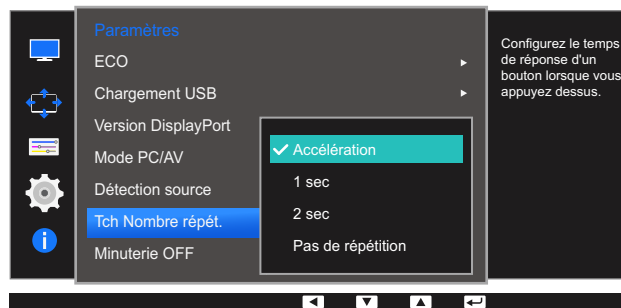 Paramètres
ECO
Chargement USB
Version DisplayPort
Mode PC/AV
Détection source
Tch Nombre répét.
Minuterie OFF
Accélération
1 sec
2 sec
Pas de répétition
Configurez le temps
de réponse d'un
bouton lorsque vous
appuyez dessus.